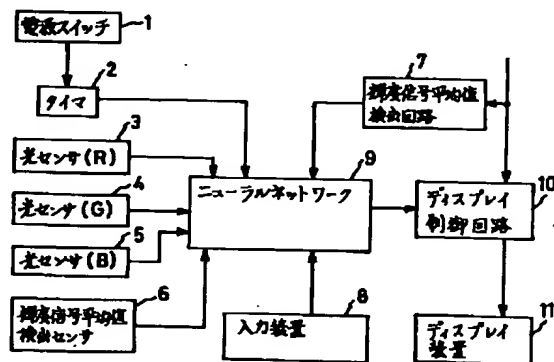 電源スイッチ
1
2
タイマ
3
光センサ(R)
4
光センサ(G)
5
光センサ(B)
6
輝度信号平均値
検出センサ
7
輝度信号平均値
検出回路
9
ニューラルネットワーク
8
入力装置
10
ディスプレイ
制御回路
11
ディスプレイ
装置